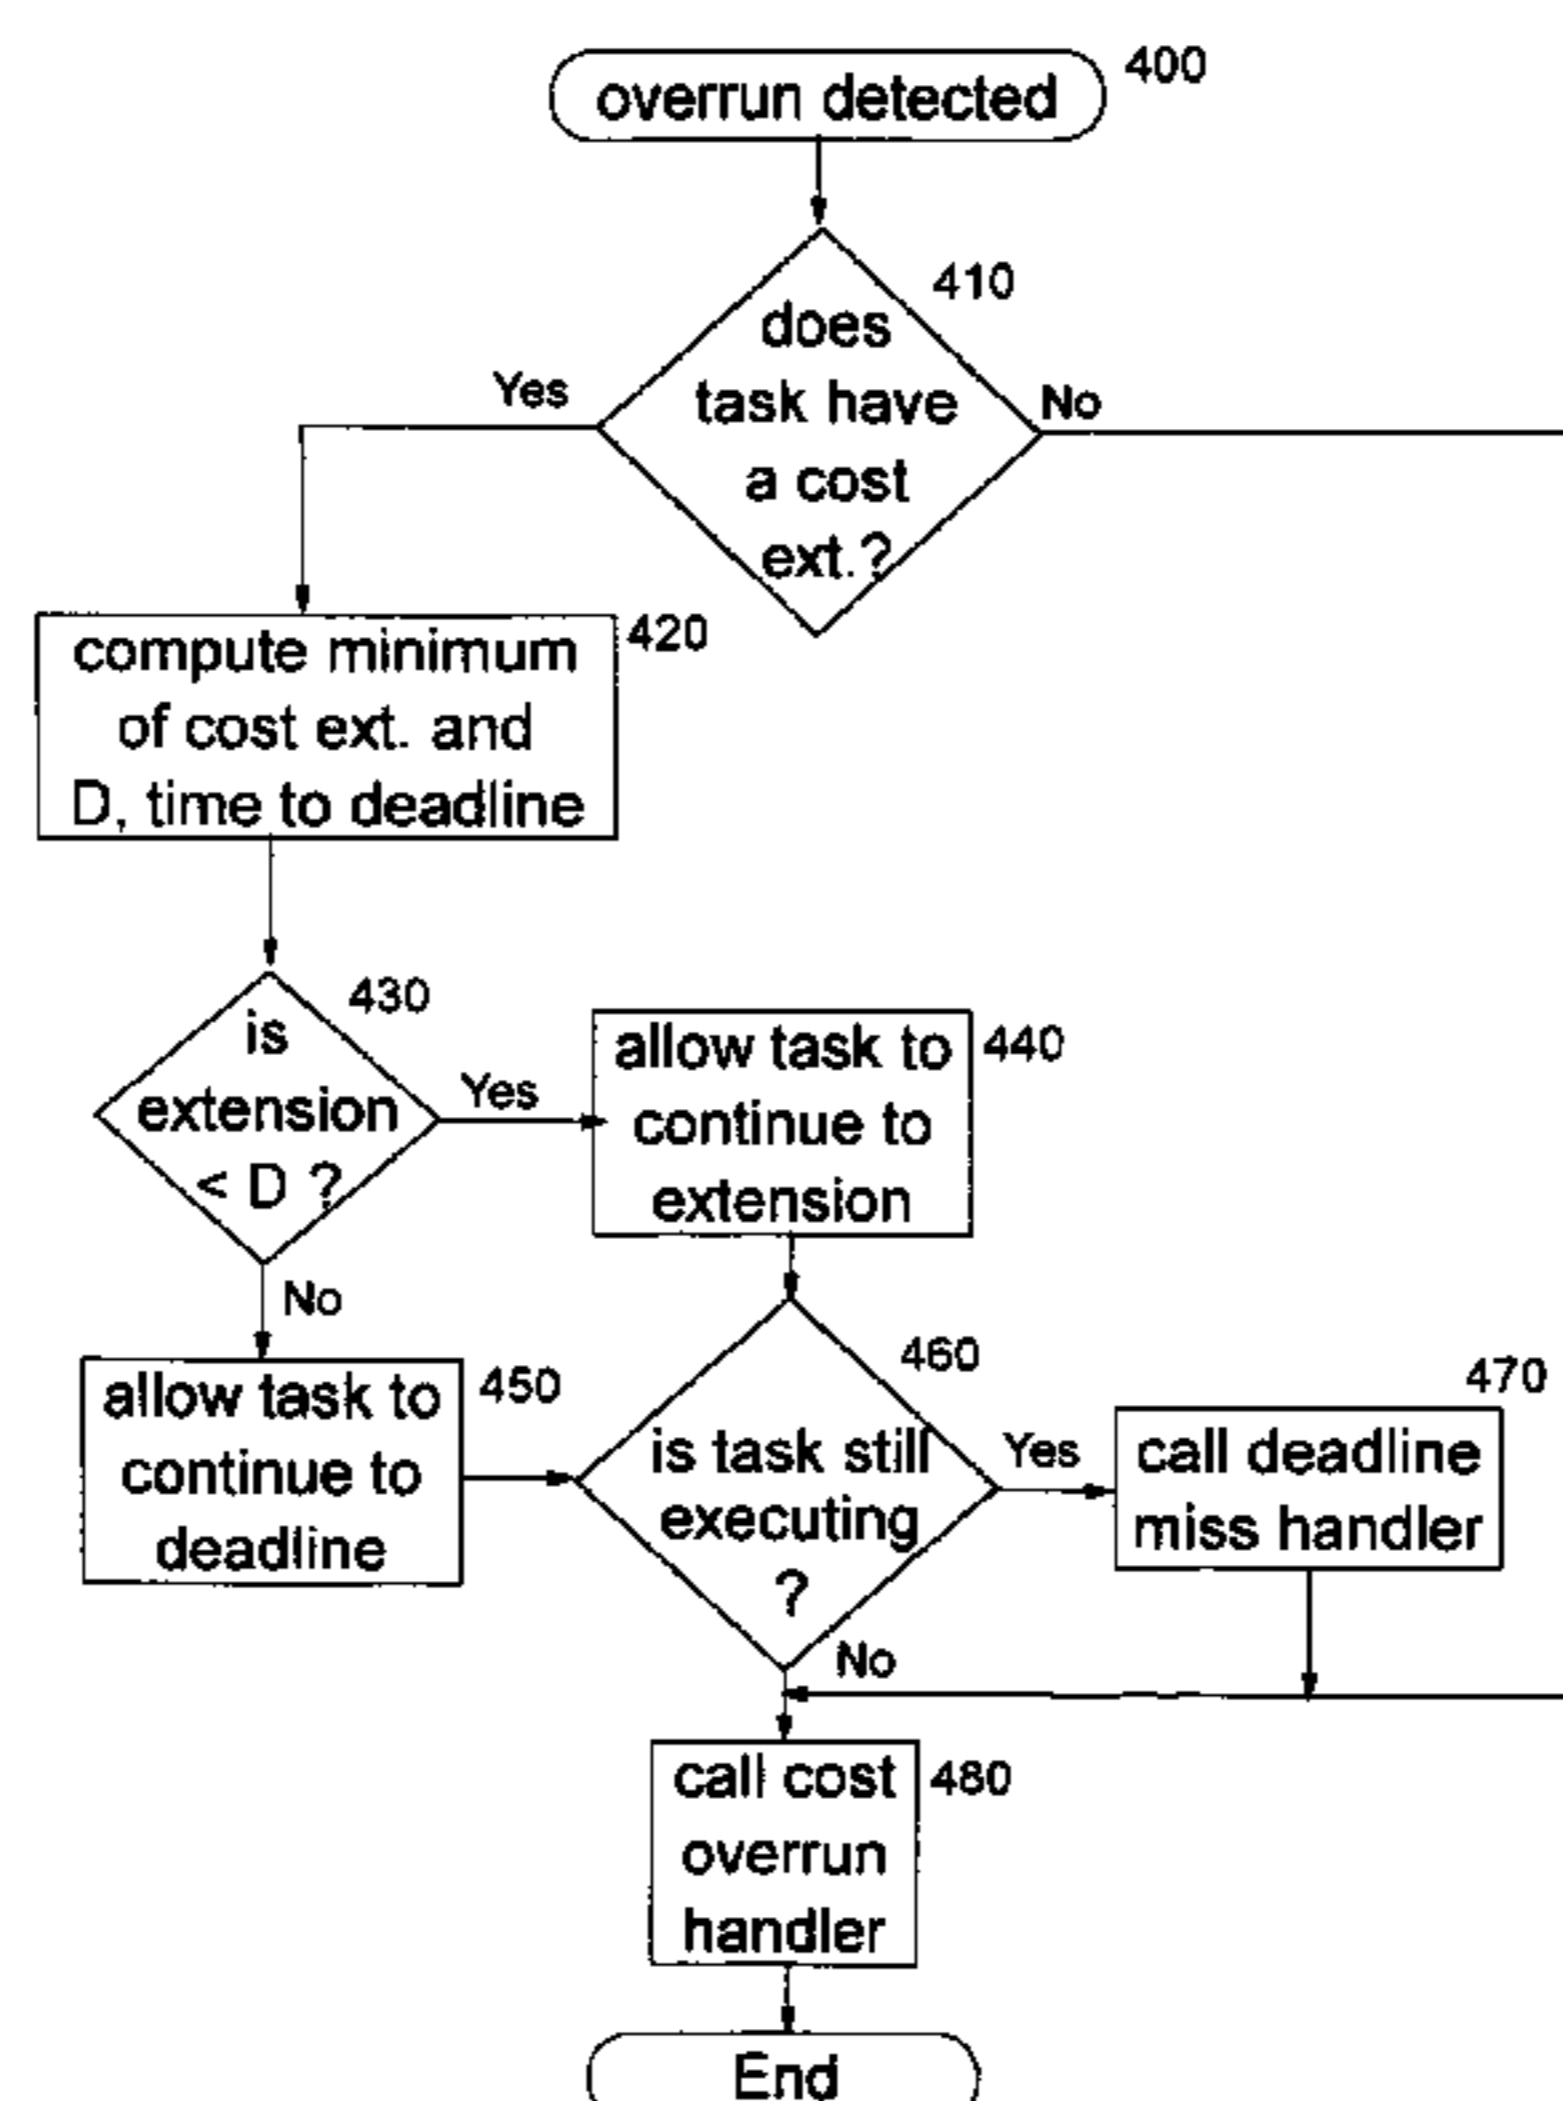 overrun detected
400
410
does
task have
a cost
ext.?
Yes
No
compute minimum
of cost ext. and
D, time to deadline
420
430
is
extension
< D ?
Yes
No
allow task to
continue to
extension
440
allow task to
continue to
deadline
450
460
is task still
executing
?
Yes
No
470
call deadline
miss handler
call cost
overrun
handler
480
End